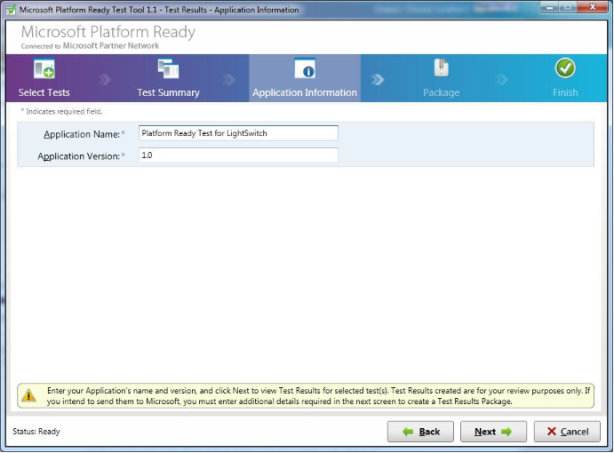 Microsoft Platform Ready Test Tool 1.1 - Test Results - Application Information
Microsoft Platform Ready
Connected to Microsoft Partner Network
Select Tests
Test Summary
Application Information
Package
Finish
* Indicates required field.
Application Name: * Platform Ready Test for LightSwitch
Application Version: * 1.0
Enter your Application's name and version, and click Next to view Test Results for selected test(s). Test Results created are for your review purposes only. If
you intend to send them to Microsoft, you must enter additional details required in the next screen to create a Test Results Package.
Status: Ready
Back
Next
Cancel